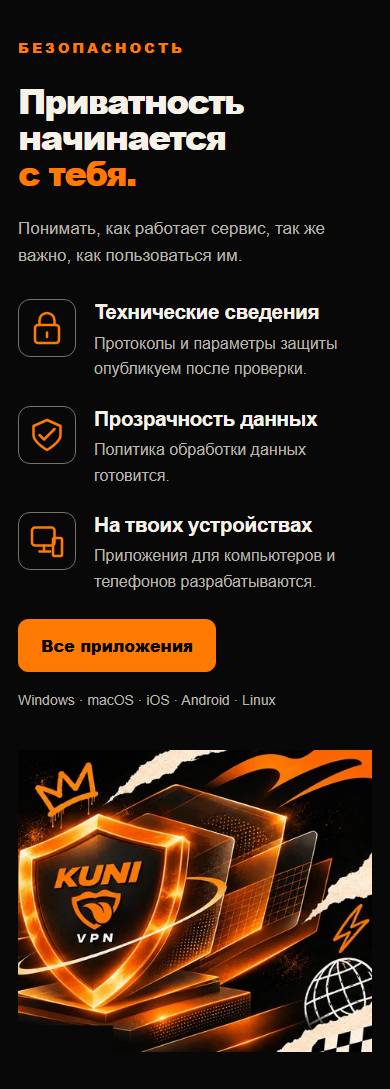 БЕЗОПАСНОСТЬ
Приватность
начинается
с тебя.
Понимать, как работает сервис, так же
важно, как пользоваться им.
Технические сведения
Протоколы и параметры защиты
опубликуем после проверки.
Прозрачность данных
Политика обработки данных
готовится.
На твоих устройствах
Приложения для компьютеров и
телефонов разрабатываются.
Все приложения
Windows · macOS · iOS · Android · Linux
KUNI
VPN